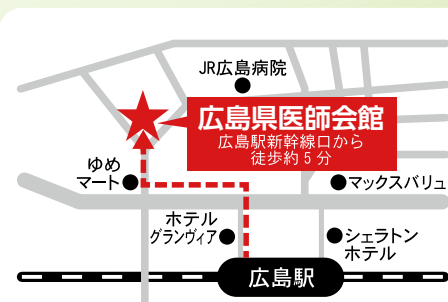 JR広島病院
広島県医師会館
広島駅新幹線口から
徒歩約5分
ゆめ
マート
マックスバリュ
ホテル
グランヴィア
シェラトン
ホテル
広島駅